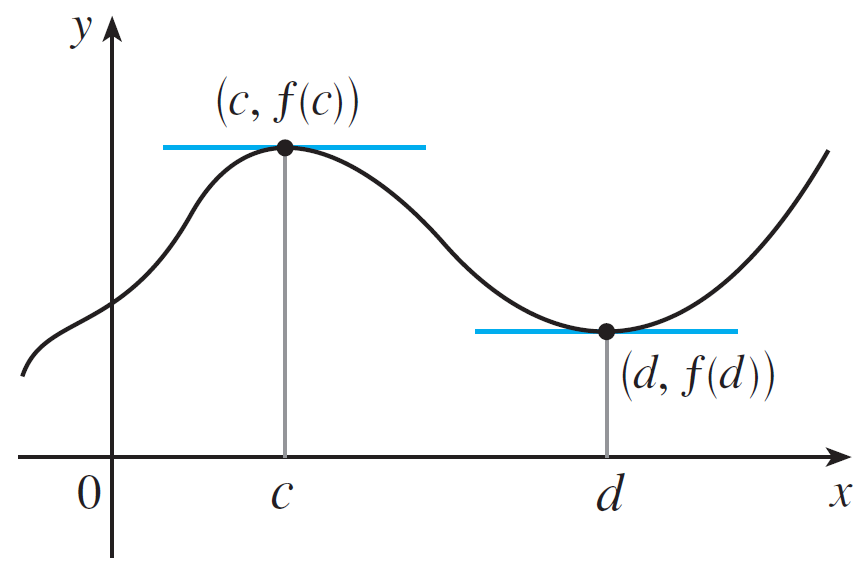 y
(c, f(c))
(d, f(d))
0 c d x